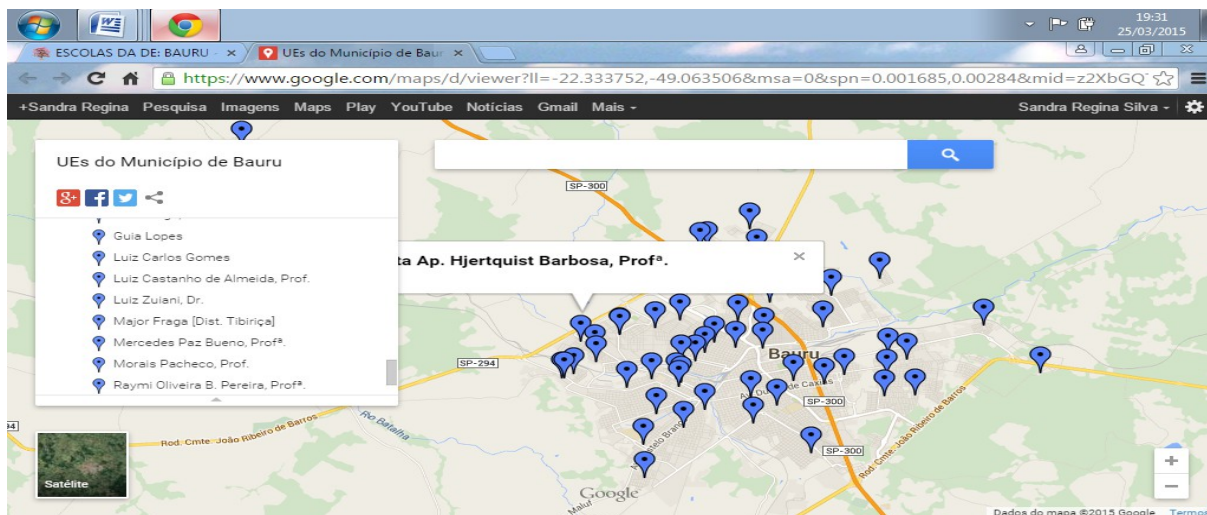 19:31
25/03/2015
ESCOLAS DA DE: BAURU - ×
UEs do Município de Baur ×
https://www.google.com/maps/d/viewer?ll=-22.333752,-49.063506&msa=0&spn=0.001685,0.00284&mid=z2XbGQ
+Sandra Regina Pesquisa Imagens Maps Play YouTube Notícias Gmail Mais
Sandra Regina Silva
UEs do Município de Bauru
Guia Lopes
Luiz Carlos Gomes
Luiz Castanho de Almeida, Prof.
Luiz Zuiani, Dr.
Major Fraga [Dist. Tibiriça]
Mercedes Paz Bueno, Profª.
Morais Pacheco, Prof.
Raymi Oliveira B. Pereira, Profª.
SP-300
ta Ap. Hjertquist Barbosa, Profª. ×
SP-294
Bauru
SP-300
Rod. Cmte. João Ribeiro de Barros
Rio Batalha
Rod. Cmte. João Ribeiro de Barros
SP-300
Satélite
Google
+
−
Dados do mapa ©2015 Google Termos